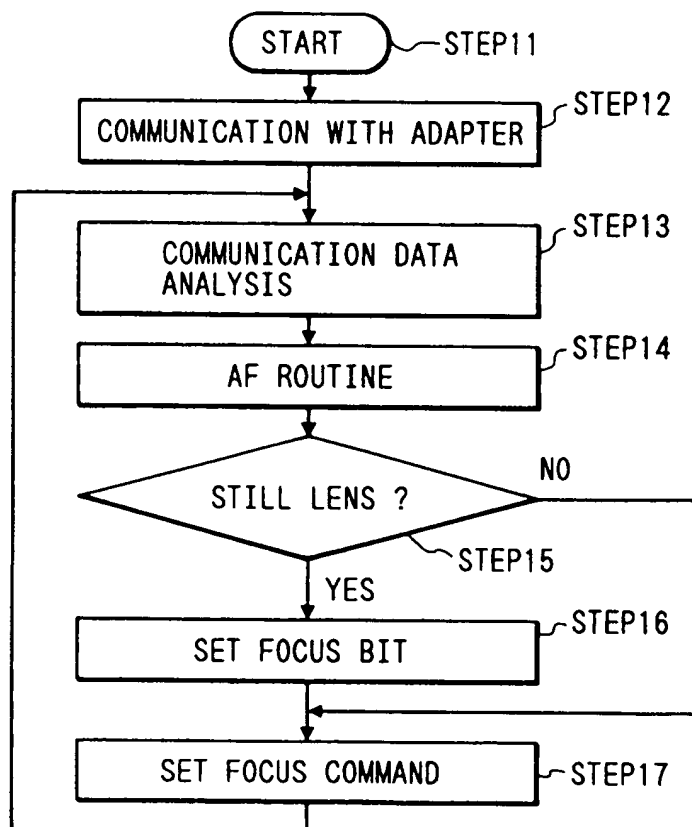 START
STEP11
STEP12
COMMUNICATION WITH ADAPTER
STEP13
COMMUNICATION DATA
ANALYSIS
STEP14
AF ROUTINE
NO
STILL LENS ?
STEP15
YES
STEP16
SET FOCUS BIT
SET FOCUS COMMAND
STEP17